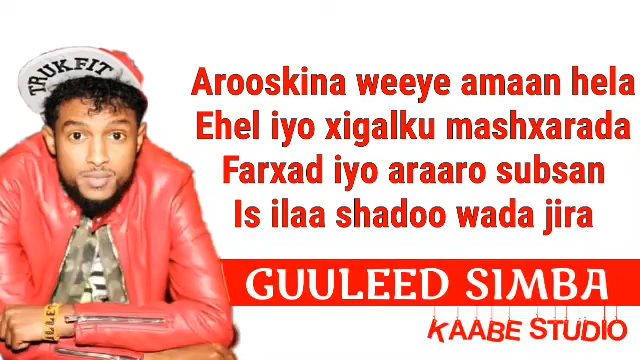 TRUKFIT
Arooskina weeye amaan hela
Ehel iyo xigalku mashxarada
Farxad iyo araaro subsan
Is ilaa shadoo wada jira
GUULEED SIMBA
KAABE STUDIO